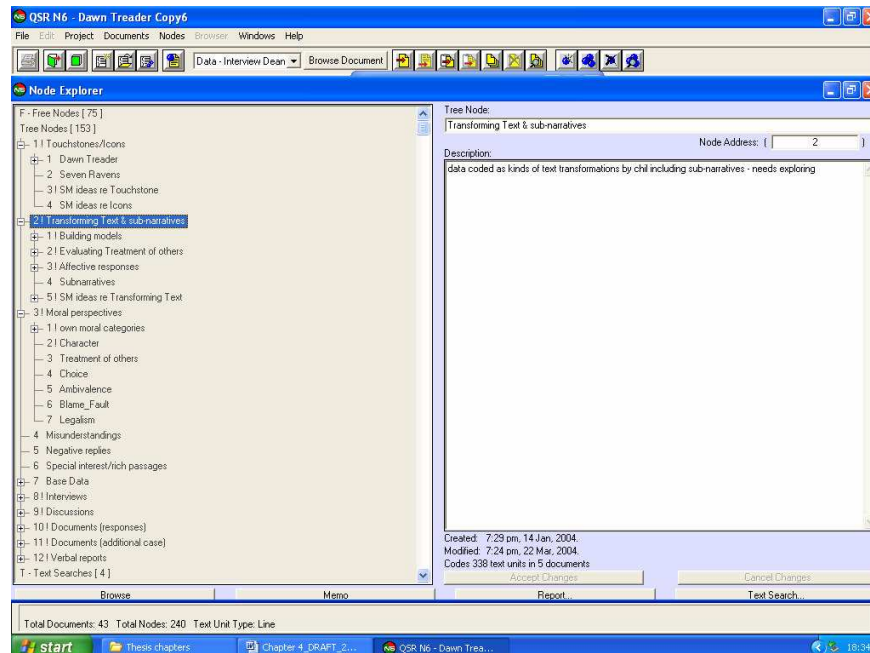 QSR N6 - Dawn Treader Copy6
File Edit Project Documents Nodes Browser Windows Help
Data - Interview Dean Browse Document
Node Explorer
F - Free Nodes [ 75 ]
Tree Nodes [ 153 ]
1 ! Touchstones/Icons
1 Dawn Treader
2 Seven Ravens
3 ! SM ideas re Touchstone
4 SM ideas re Icons
2 ! Transforming Text & sub-narratives
1 ! Building models
2 ! Evaluating Treatment of others
3 ! Affective responses
4 Subnarratives
5 ! SM ideas re Transforming Text
3 ! Moral perspectives
1 ! own moral categories
2 ! Character
3 Treatment of others
4 Choice
5 Ambivalence
6 Blame_Fault
7 Legalism
4 Misunderstandings
5 Negative replies
6 Special interest/rich passages
7 Base Data
8 ! Interviews
9 ! Discussions
10 ! Documents (responses)
11 ! Documents (additional case)
12 ! Verbal reports
T - Text Searches [ 4 ]
Browse Memo
Tree Node:
Transforming Text & sub-narratives
Node Address: ( 2 )
Description:
data coded as kinds of text transformations by chil including sub-narratives - needs exploring
Created: 7:29 pm, 14 Jan, 2004.
Modified: 7:24 pm, 22 Mar, 2004.
Codes 338 text units in 5 documents
Accept Changes Cancel Changes
Report... Text Search...
Total Documents: 43 Total Nodes: 240 Text Unit Type: Line
start Thesis chapters Chapter 4_DRAFT_2... QSR N6 - Dawn Trea... 18:34